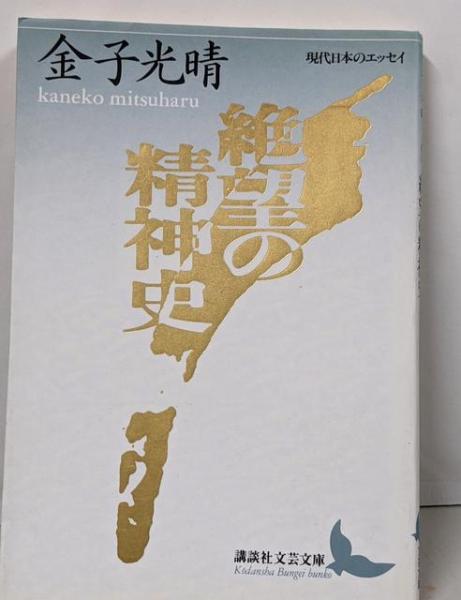 金子光晴
kaneko mitsuharu
現代日本のエッセイ
絶望の
精神史
講談社文芸文庫
Kōdansha Bungei bunko